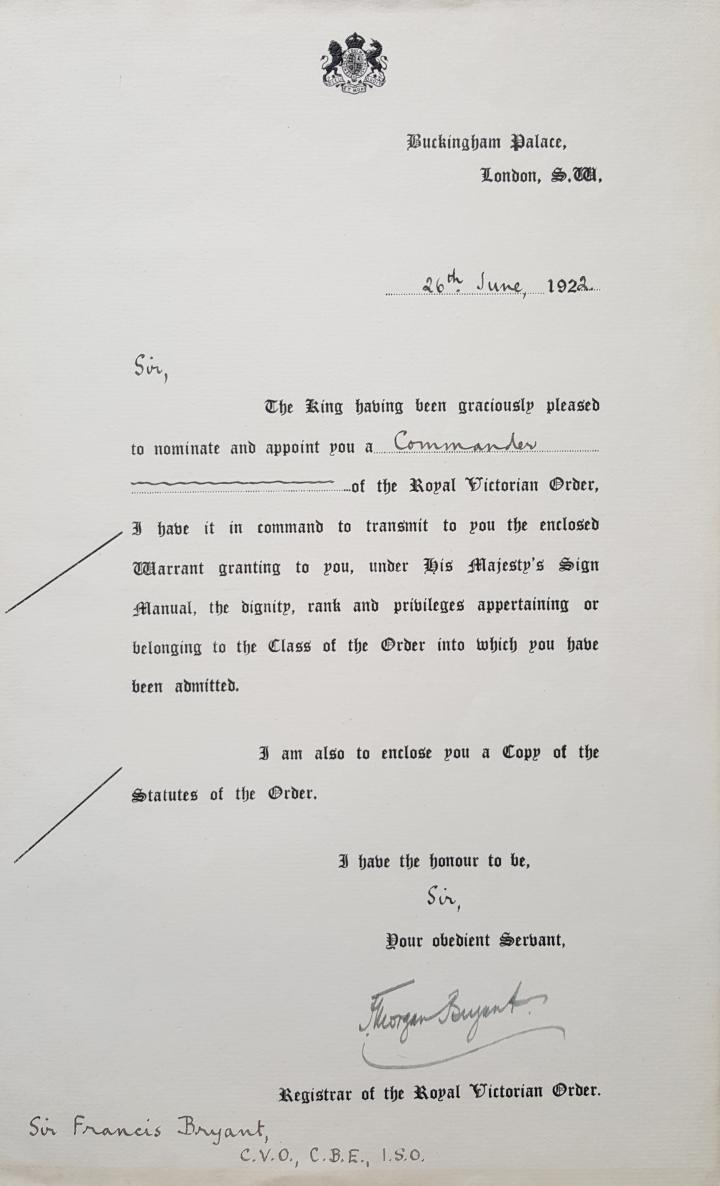 Buckingham Palace,
London, S.W.
26th June, 1922
Sir,
The King having been graciously pleased
to nominate and appoint you a Commander
of the Royal Victorian Order,
I have it in command to transmit to you the enclosed
Warrant granting to you, under His Majesty's Sign
Manual, the dignity, rank and privileges appertaining or
belonging to the Class of the Order into which you have
been admitted.
I am also to enclose you a Copy of the
Statutes of the Order.
I have the honour to be,
Sir,
Your obedient Servant,
F. Morgan Bryant.
Registrar of the Royal Victorian Order.
Sir Francis Bryant,
C.V.O., C.B.E., I.S.O.